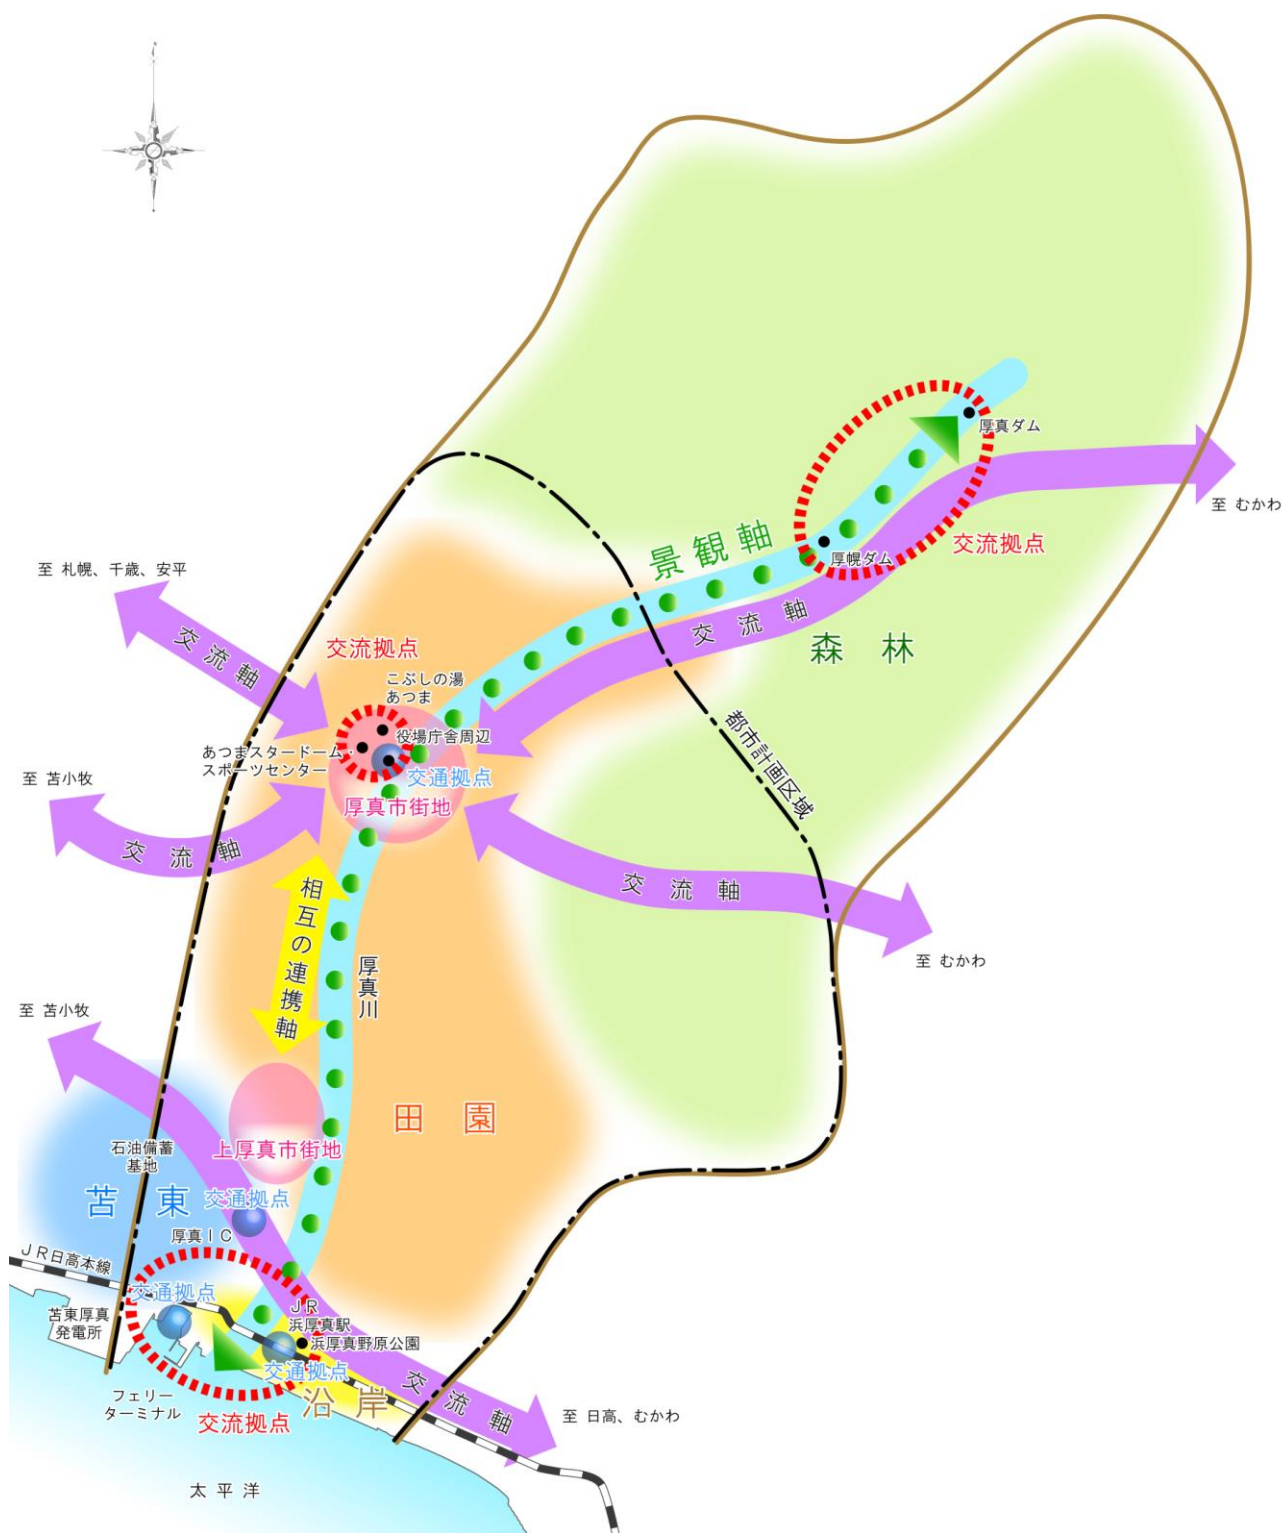 厚真ダム
至 むかわ
交流拠点
厚幌ダム
景観軸
至 札幌、千歳、安平
交流軸
交流軸
森林
交流拠点
こぶしの湯
あつま
役場庁舎周辺
あつまスタードーム・
スポーツセンター
交通拠点
都市計画区域
至 苫小牧
厚真市街地
交流軸
交流軸
相互の連携軸
至 むかわ
厚真川
至 苫小牧
田園
石油備蓄
基地
上厚真市街地
苫東
交通拠点
厚真IC
JR日高本線
交通拠点
苫東厚真
発電所
JR
浜厚真駅
浜厚真野原公園
交通拠点
フェリー
ターミナル
沿岸
交流軸
交流拠点
至 日高、むかわ
太平洋